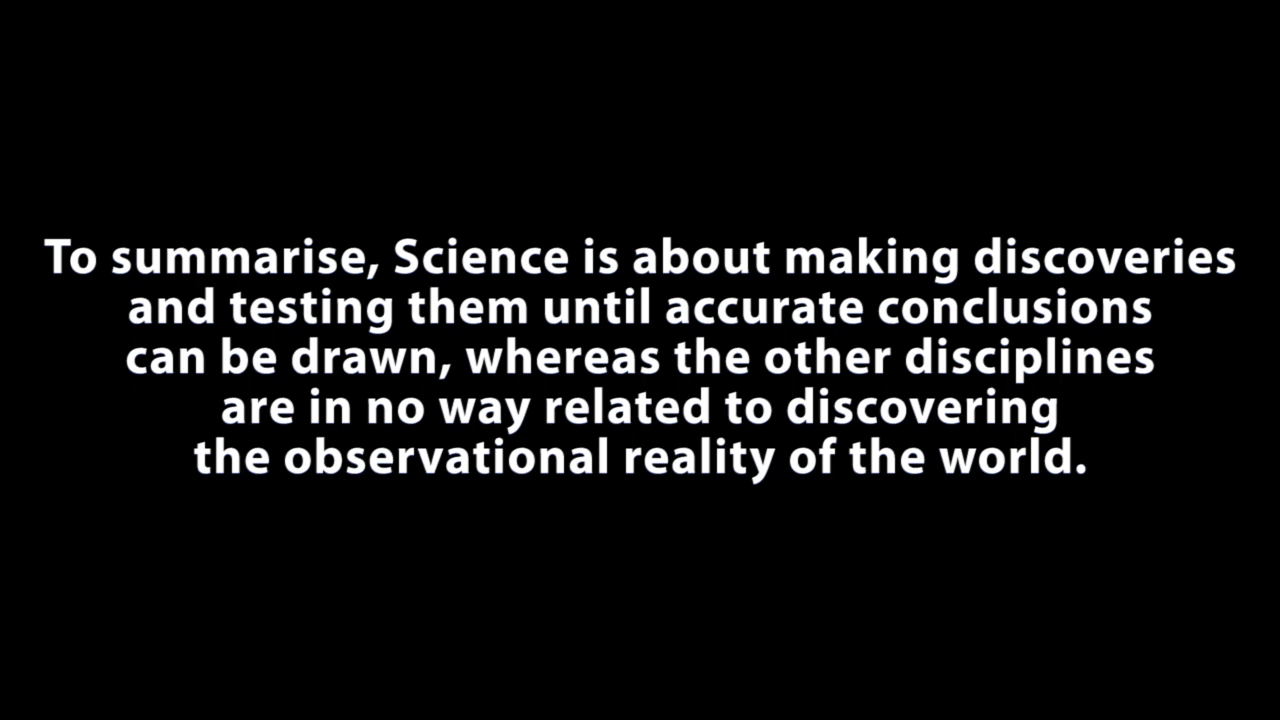 To summarise, Science is about making discoveries
and testing them until accurate conclusions
can be drawn, whereas the other disciplines
are in no way related to discovering
the observational reality of the world.